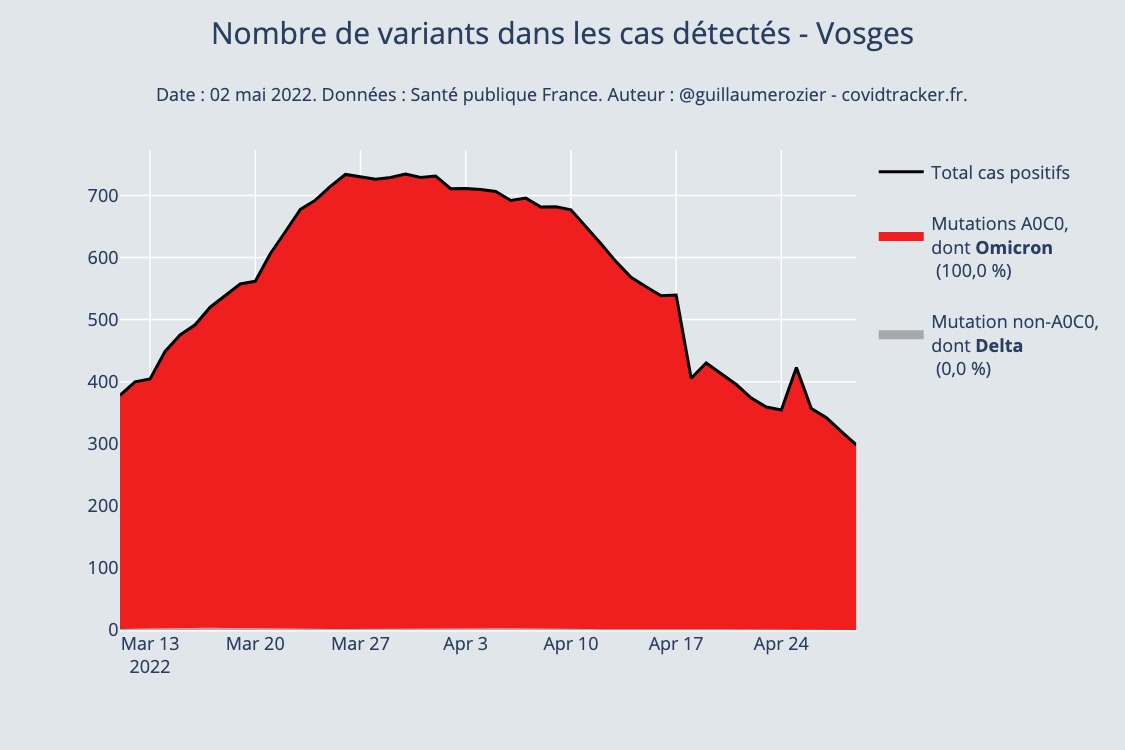 Nombre de variants dans les cas détectés - Vosges
Date : 02 mai 2022. Données : Santé publique France. Auteur : @guillaumerozier - covidtracker.fr.
Total cas positifs
Mutations A0C0,
dont Omicron
(100,0 %)
Mutation non-A0C0,
dont Delta
(0,0 %)
700
600
500
400
300
200
100
0
Mar 13
2022
Mar 20
Mar 27
Apr 3
Apr 10
Apr 17
Apr 24